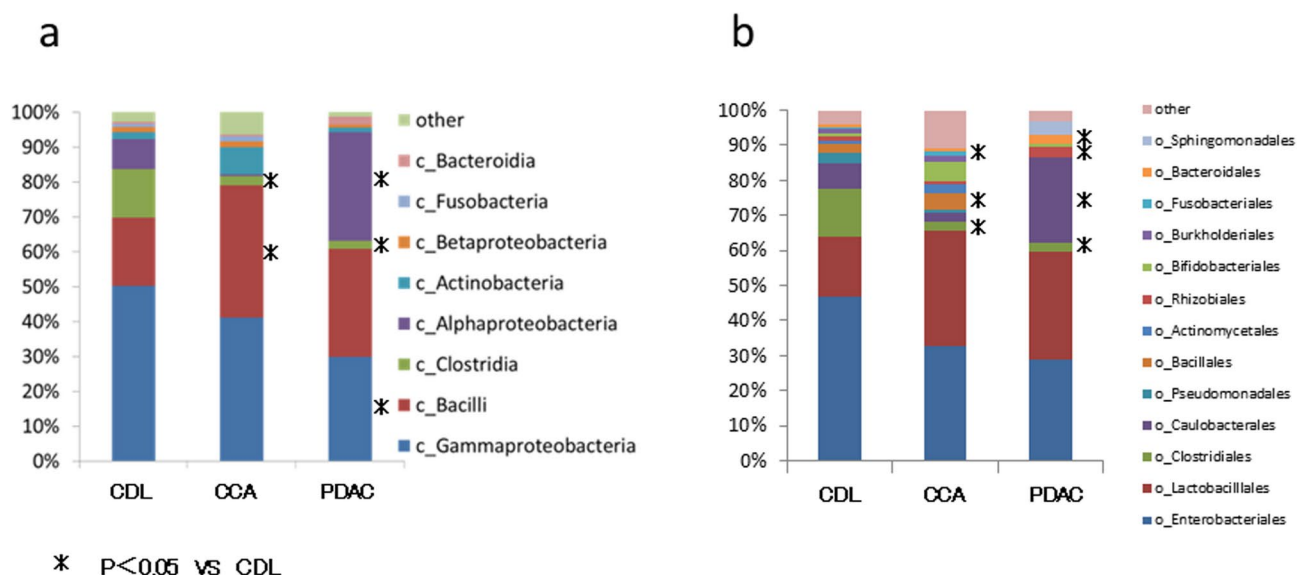 a
100%
90%
80%
70%
60%
50%
40%
30%
20%
10%
0%
CDL
CCA
PDAC
other
c_Bacteroidia
c_Fusobacteria
c_Betaproteobacteria
c_Actinobacteria
c_Alphaproteobacteria
c_Clostridia
c_Bacilli
c_Gammaproteobacteria
* P<0.05 VS CDL
b
100%
90%
80%
70%
60%
50%
40%
30%
20%
10%
0%
CDL
CCA
PDAC
other
o_Sphingomonadales
o_Bacteroidales
o_Fusobacteriales
o_Burkholderiales
o_Bifidobacteriales
o_Rhizobiales
o_Actinomycetales
o_Bacillales
o_Pseudomonadales
o_Caulobacterales
o_Clostridiales
o_Lactobacilllales
o_Enterobacteriales